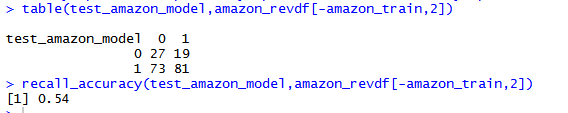 > table(test_amazon_model,amazon_revdf[-amazon_train,2])
test_amazon_model  0  1
                0 27 19
                1 73 81
> recall_accuracy(test_amazon_model,amazon_revdf[-amazon_train,2])
[1] 0.54
>